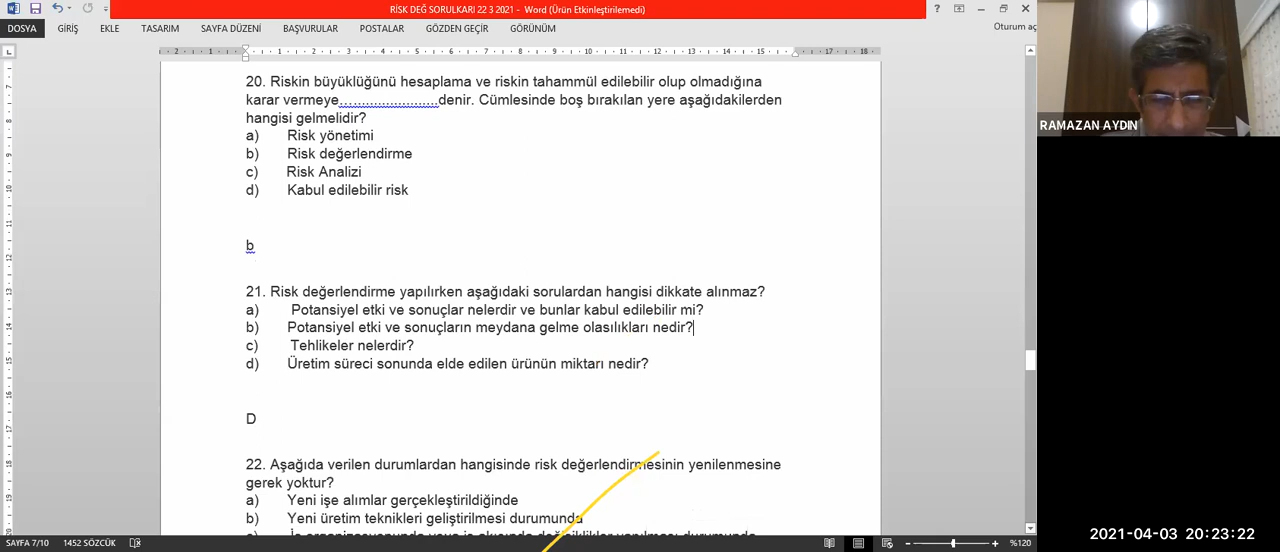 RİSK DEĞ SORULKARI 22 3 2021 - Word (Ürün Etkinleştirilemedi)
DOSYA GİRİŞ EKLE TASARIM SAYFA DÜZENİ BAŞVURULAR POSTALAR GÖZDEN GEÇİR GÖRÜNÜM Oturum aç
20. Riskin büyüklüğünü hesaplama ve riskin tahammül edilebilir olup olmadığına
karar vermeye..........................denir. Cümlesinde boş bırakılan yere aşağıdakilerden
hangisi gelmelidir?
a) Risk yönetimi
b) Risk değerlendirme
c) Risk Analizi
d) Kabul edilebilir risk
b
21. Risk değerlendirme yapılırken aşağıdaki sorulardan hangisi dikkate alınmaz?
a) Potansiyel etki ve sonuçlar nelerdir ve bunlar kabul edilebilir mi?
b) Potansiyel etki ve sonuçların meydana gelme olasılıkları nedir?
c) Tehlikeler nelerdir?
d) Üretim süreci sonunda elde edilen ürünün miktarı nedir?
D
22. Aşağıda verilen durumlardan hangisinde risk değerlendirmesinin yenilenmesine
gerek yoktur?
a) Yeni işe alımlar gerçekleştirildiğinde
b) Yeni üretim teknikleri geliştirilmesi durumunda
SAYFA 7/10 1452 SÖZCÜK %120
RAMAZAN AYDIN
2021-04-03 20:23:22